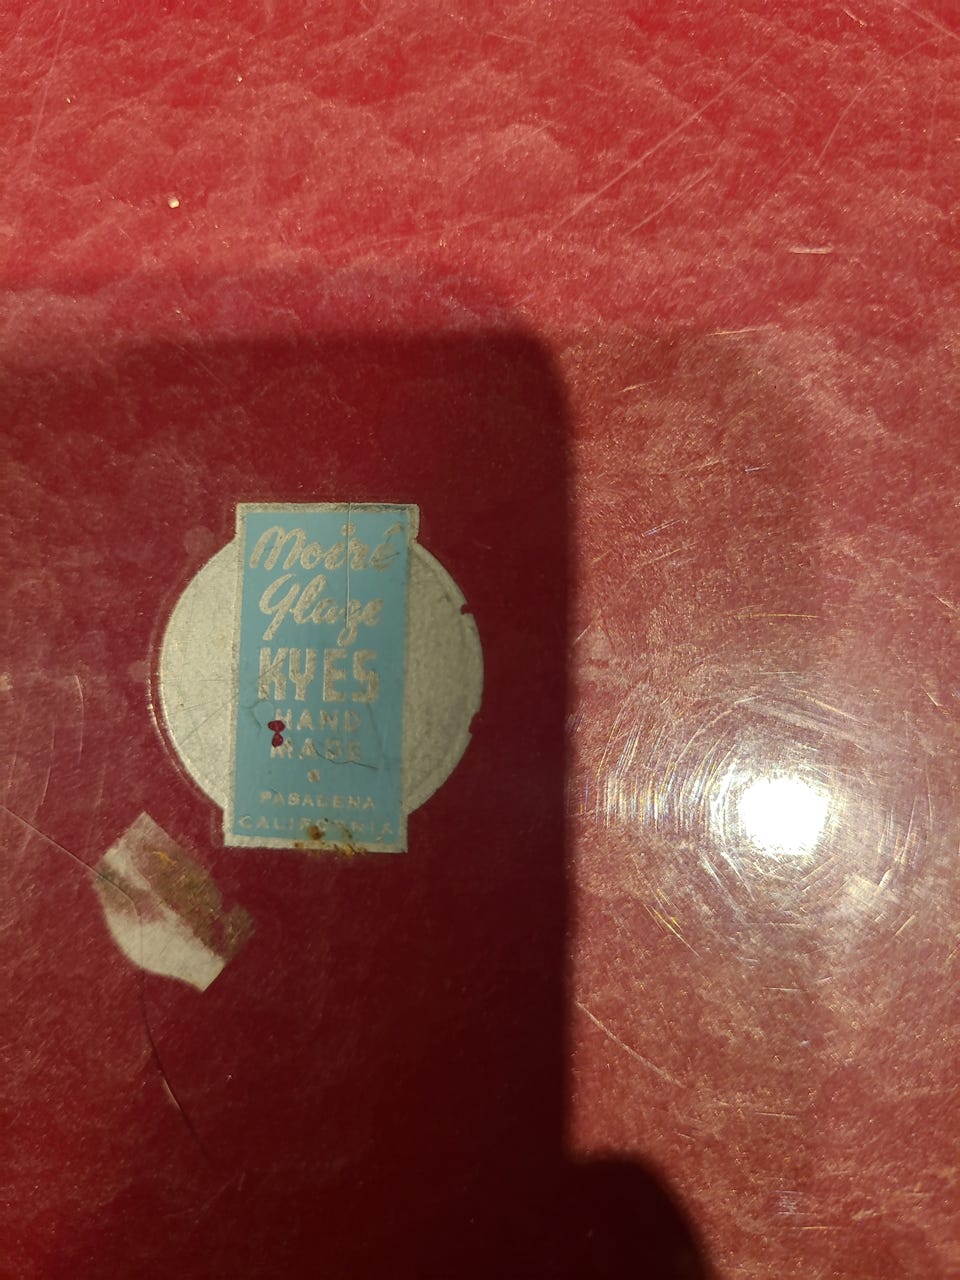 Moiré
Glaze
KYES
HAND
MADE
PASADENA
CALIFORNIA